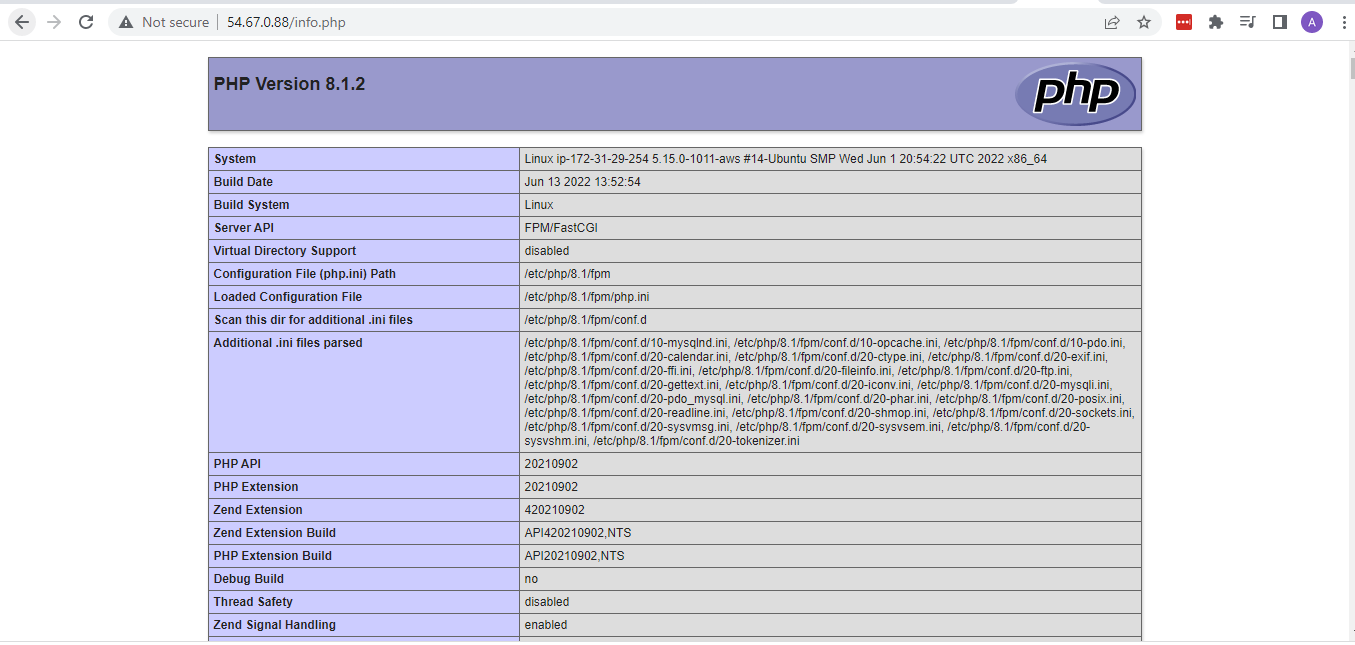 Not secure | 54.67.0.88/info.php
A
PHP Version 8.1.2
php
System Linux ip-172-31-29-254 5.15.0-1011-aws #14-Ubuntu SMP Wed Jun 1 20:54:22 UTC 2022 x86_64
Build Date Jun 13 2022 13:52:54
Build System Linux
Server API FPM/FastCGI
Virtual Directory Support disabled
Configuration File (php.ini) Path /etc/php/8.1/fpm
Loaded Configuration File /etc/php/8.1/fpm/php.ini
Scan this dir for additional .ini files /etc/php/8.1/fpm/conf.d
Additional .ini files parsed /etc/php/8.1/fpm/conf.d/10-mysqlnd.ini, /etc/php/8.1/fpm/conf.d/10-opcache.ini, /etc/php/8.1/fpm/conf.d/10-pdo.ini,
/etc/php/8.1/fpm/conf.d/20-calendar.ini, /etc/php/8.1/fpm/conf.d/20-ctype.ini, /etc/php/8.1/fpm/conf.d/20-exif.ini,
/etc/php/8.1/fpm/conf.d/20-ffi.ini, /etc/php/8.1/fpm/conf.d/20-fileinfo.ini, /etc/php/8.1/fpm/conf.d/20-ftp.ini,
/etc/php/8.1/fpm/conf.d/20-gettext.ini, /etc/php/8.1/fpm/conf.d/20-iconv.ini, /etc/php/8.1/fpm/conf.d/20-mysqli.ini,
/etc/php/8.1/fpm/conf.d/20-pdo_mysql.ini, /etc/php/8.1/fpm/conf.d/20-phar.ini, /etc/php/8.1/fpm/conf.d/20-posix.ini,
/etc/php/8.1/fpm/conf.d/20-readline.ini, /etc/php/8.1/fpm/conf.d/20-shmop.ini, /etc/php/8.1/fpm/conf.d/20-sockets.ini,
/etc/php/8.1/fpm/conf.d/20-sysvmsg.ini, /etc/php/8.1/fpm/conf.d/20-sysvsem.ini, /etc/php/8.1/fpm/conf.d/20-
sysvshm.ini, /etc/php/8.1/fpm/conf.d/20-tokenizer.ini
PHP API 20210902
PHP Extension 20210902
Zend Extension 420210902
Zend Extension Build API420210902,NTS
PHP Extension Build API20210902,NTS
Debug Build no
Thread Safety disabled
Zend Signal Handling enabled